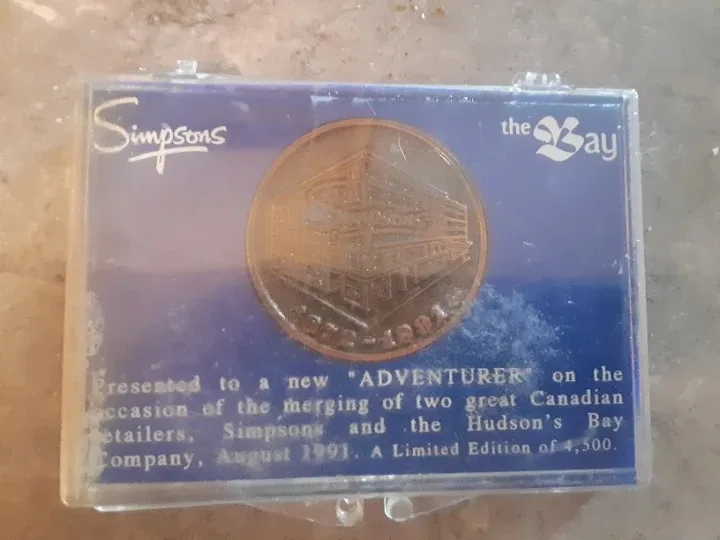 Simpsons
the Bay
1872-1991
Presented to a new "ADVENTURER" on the
occasion of the merging of two great Canadian
retailers, Simpsons and the Hudson's Bay
Company, August 1991. A Limited Edition of 4,500.